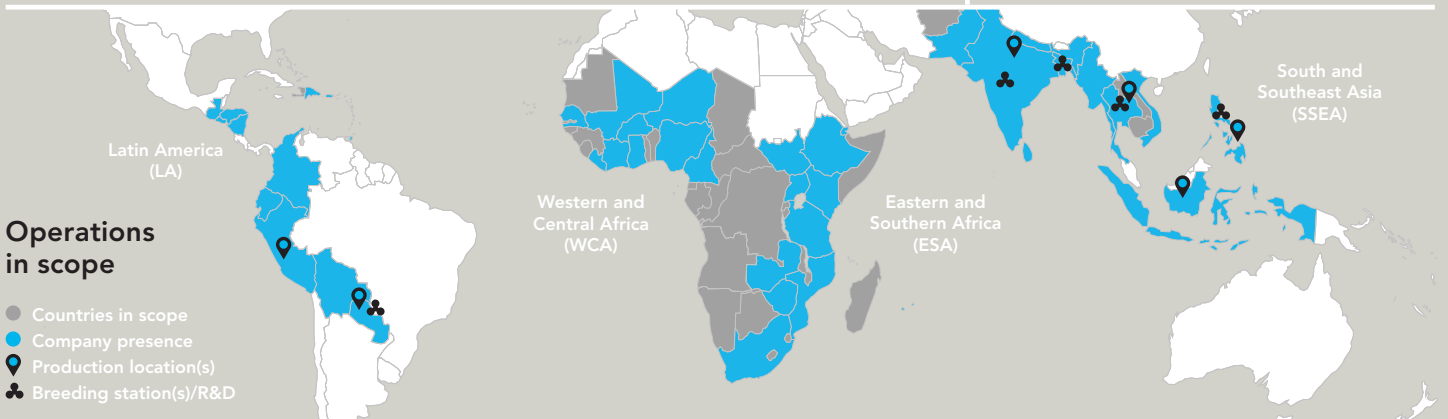 South and
Southeast Asia
(SSEA)
Latin America
(LA)
Western and
Central Africa
(WCA)
Eastern and
Southern Africa
(ESA)
Operations
in scope
Countries in scope
Company presence
Production location(s)
Breeding station(s)/R&D